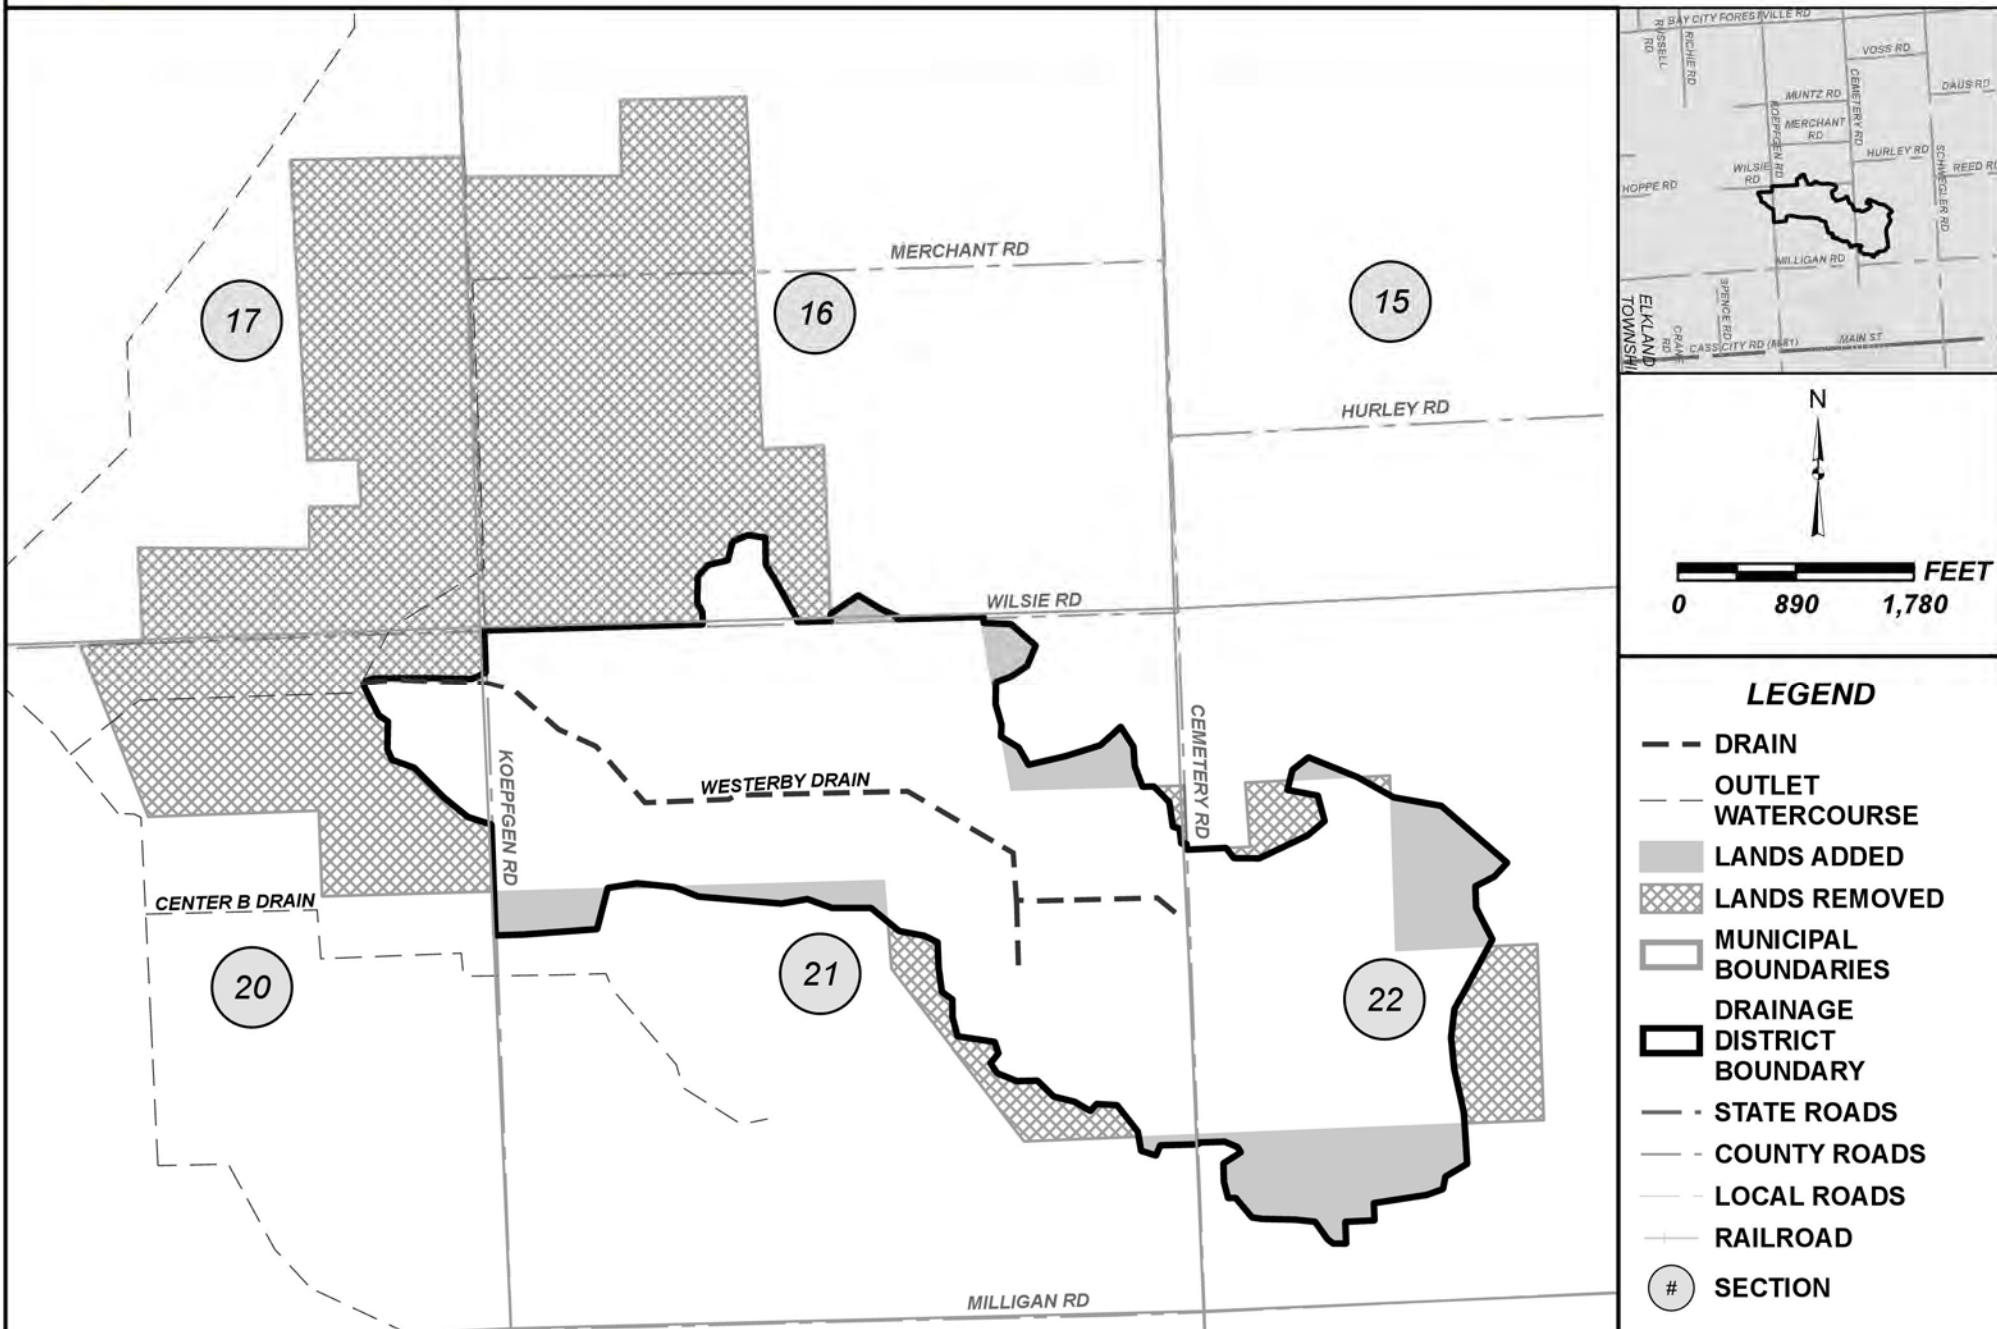 MERCHANT RD
17
16
15
HURLEY RD
WILSIE RD
KOEPFGEN RD
WESTERBY DRAIN
CEMETERY RD
CENTER B DRAIN
20
21
22
MILLIGAN RD
BAY CITY FORESTVILLE RD
RUSSELL
RD
RICHIE RD
VOSS RD
CEMETERY RD
DAUS RD
MUNTZ RD
KOEPFGEN RD
MERCHANT
RD
HURLEY RD
SCHWEGLER RD
REED RD
WILSIE
RD
HOPPE RD
MILLIGAN RD
SPENCE RD
ELKLAND
TOWNSHI
CRANE
RD
CASS CITY RD (M81)
MAIN ST
N
FEET
0 890 1,780
LEGEND
DRAIN
OUTLET
WATERCOURSE
LANDS ADDED
LANDS REMOVED
MUNICIPAL
BOUNDARIES
DRAINAGE
DISTRICT
BOUNDARY
STATE ROADS
COUNTY ROADS
LOCAL ROADS
RAILROAD
# SECTION